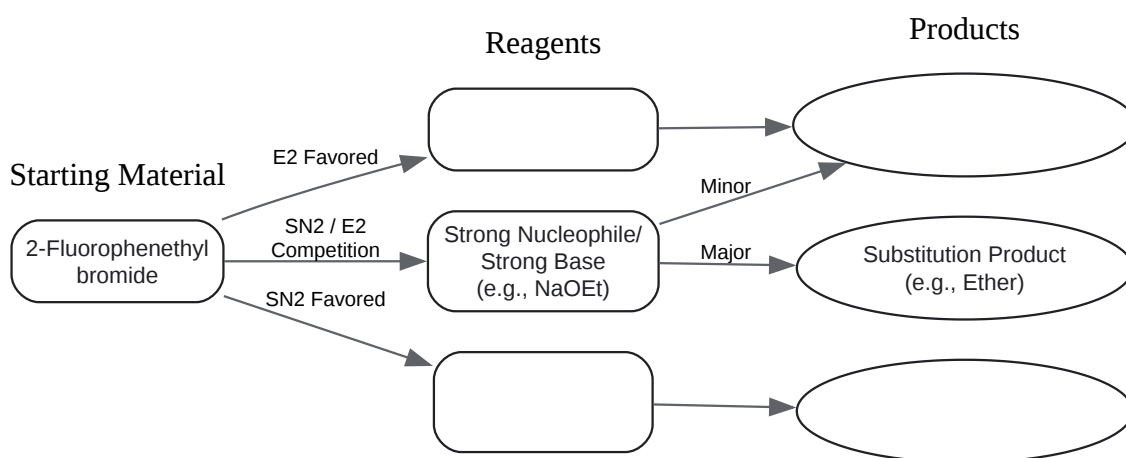 Reagents
Products
Starting Material
E2 Favored
SN2 / E2
Competition
SN2 Favored
2-Fluorophenethyl
bromide
Strong Nucleophile/
Strong Base
(e.g., NaOEt)
Minor
Major
Substitution Product
(e.g., Ether)